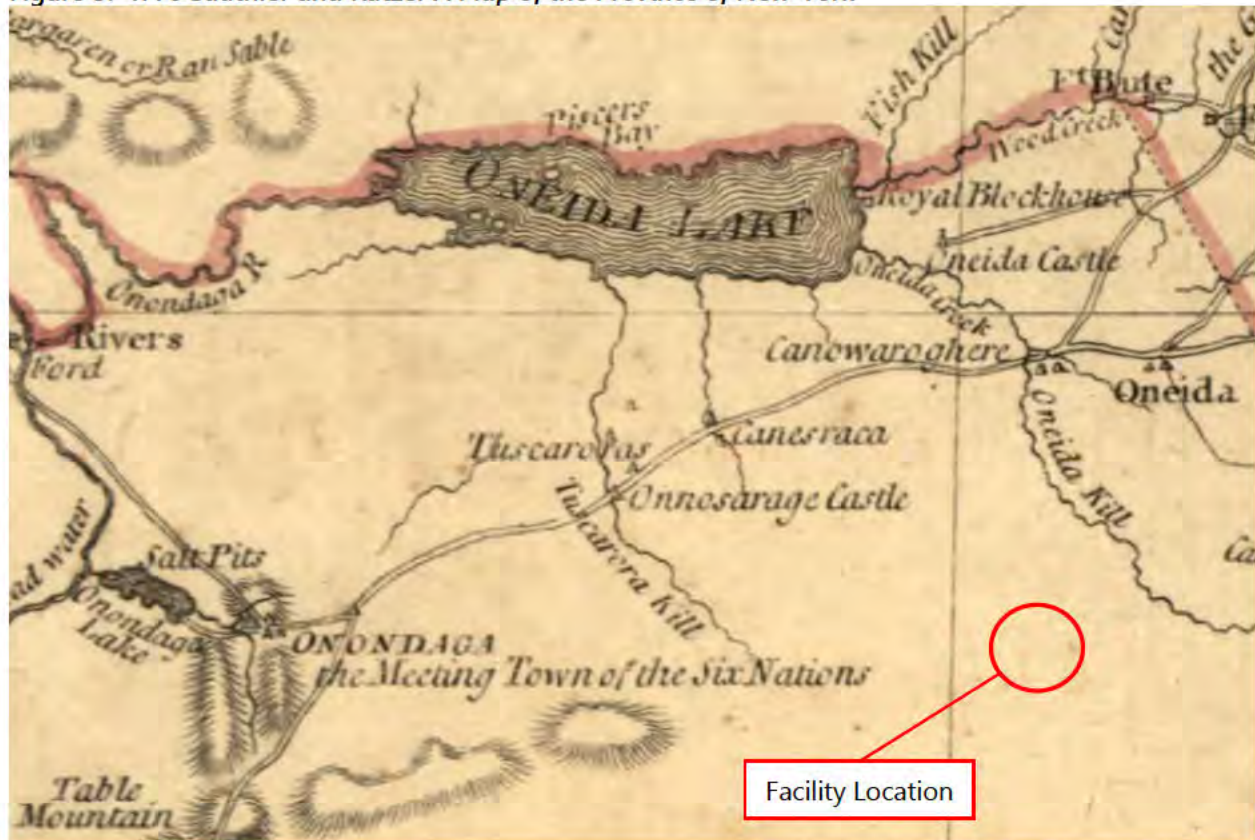 argaren or Ran Sable
Piscers
Bay
Fish Kill
Ft. Bute
the G
Wood Creek
ONEIDA LAKE
Royal Blockhouse
Oneida Castle
Onondaga R
Oneida Creek
Rivers
Ford
Canowaroghere
Oneida
Oneida Kill
Canesraca
Tuscaroras
Onnosarage Castle
Tuscarora Kill
ad water
Salt Pits
Onondaga
Lake
ONONDAGA
the Meeting Town of the Six Nations
Ca
Table
Mountain
Facility Location